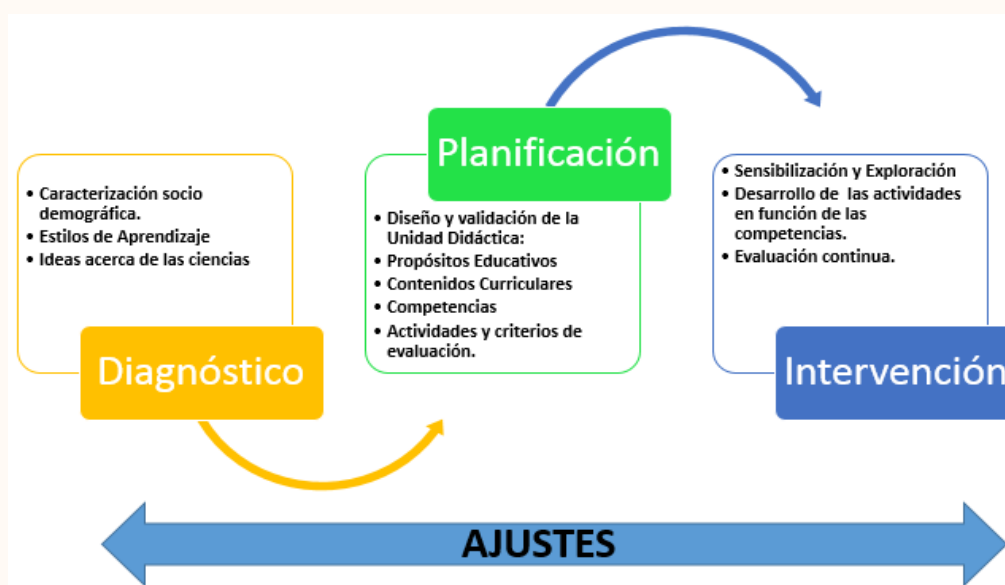 • Caracterización socio
demográfica.
• Estilos de Aprendizaje
• Ideas acerca de las ciencias
Diagnóstico
Planificación
• Diseño y validación de la
Unidad Didáctica:
• Propósitos Educativos
• Contenidos Curriculares
• Competencias
• Actividades y criterios de
evaluación.
• Sensibilización y Exploración
• Desarrollo de las actividades
en función de las
competencias.
• Evaluación continua.
Intervención
AJUSTES